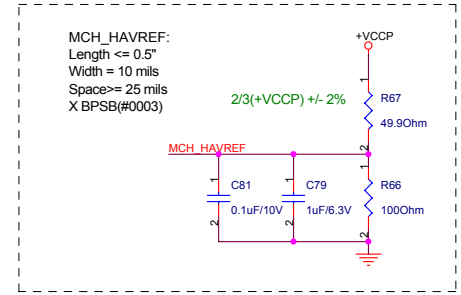 MCH_HAVREF:
Length <= 0.5"
Width = 10 mils
Space>= 25 mils
X BPSB(#0003)
+VCCP
2/3(+VCCP) +/- 2%
1
R67
49.9Ohm
2
MCH_HAVREF
1
C81
0.1uF/10V
2
1
C79
1uF/6.3V
2
1
R66
100Ohm
2